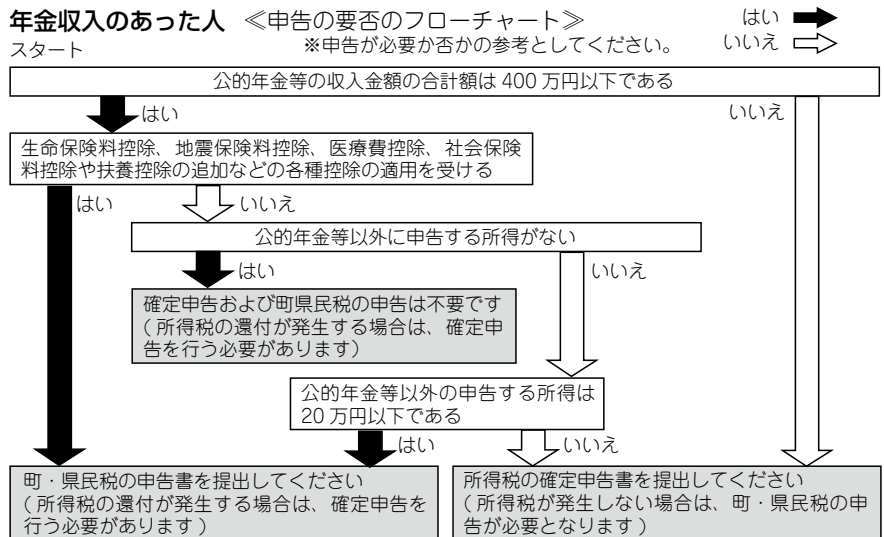 年金収入のあった人 ≪申告の要否のフローチャート≫ はい
スタート ※申告が必要か否かの参考としてください。 いいえ
公的年金等の収入金額の合計額は 400 万円以下である
はい いいえ
生命保険料控除、地震保険料控除、医療費控除、社会保険
料控除や扶養控除の追加などの各種控除の適用を受ける
はい いいえ
公的年金等以外に申告する所得がない
はい いいえ
確定申告および町県民税の申告は不要です
(所得税の還付が発生する場合は、確定申
告を行う必要があります)
公的年金等以外の申告する所得は
20 万円以下である
はい いいえ
町・県民税の申告書を提出してください
(所得税の還付が発生する場合は、確定申告を
行う必要があります)
所得税の確定申告書を提出してください
(所得税が発生しない場合は、町・県民税の申
告が必要となります)